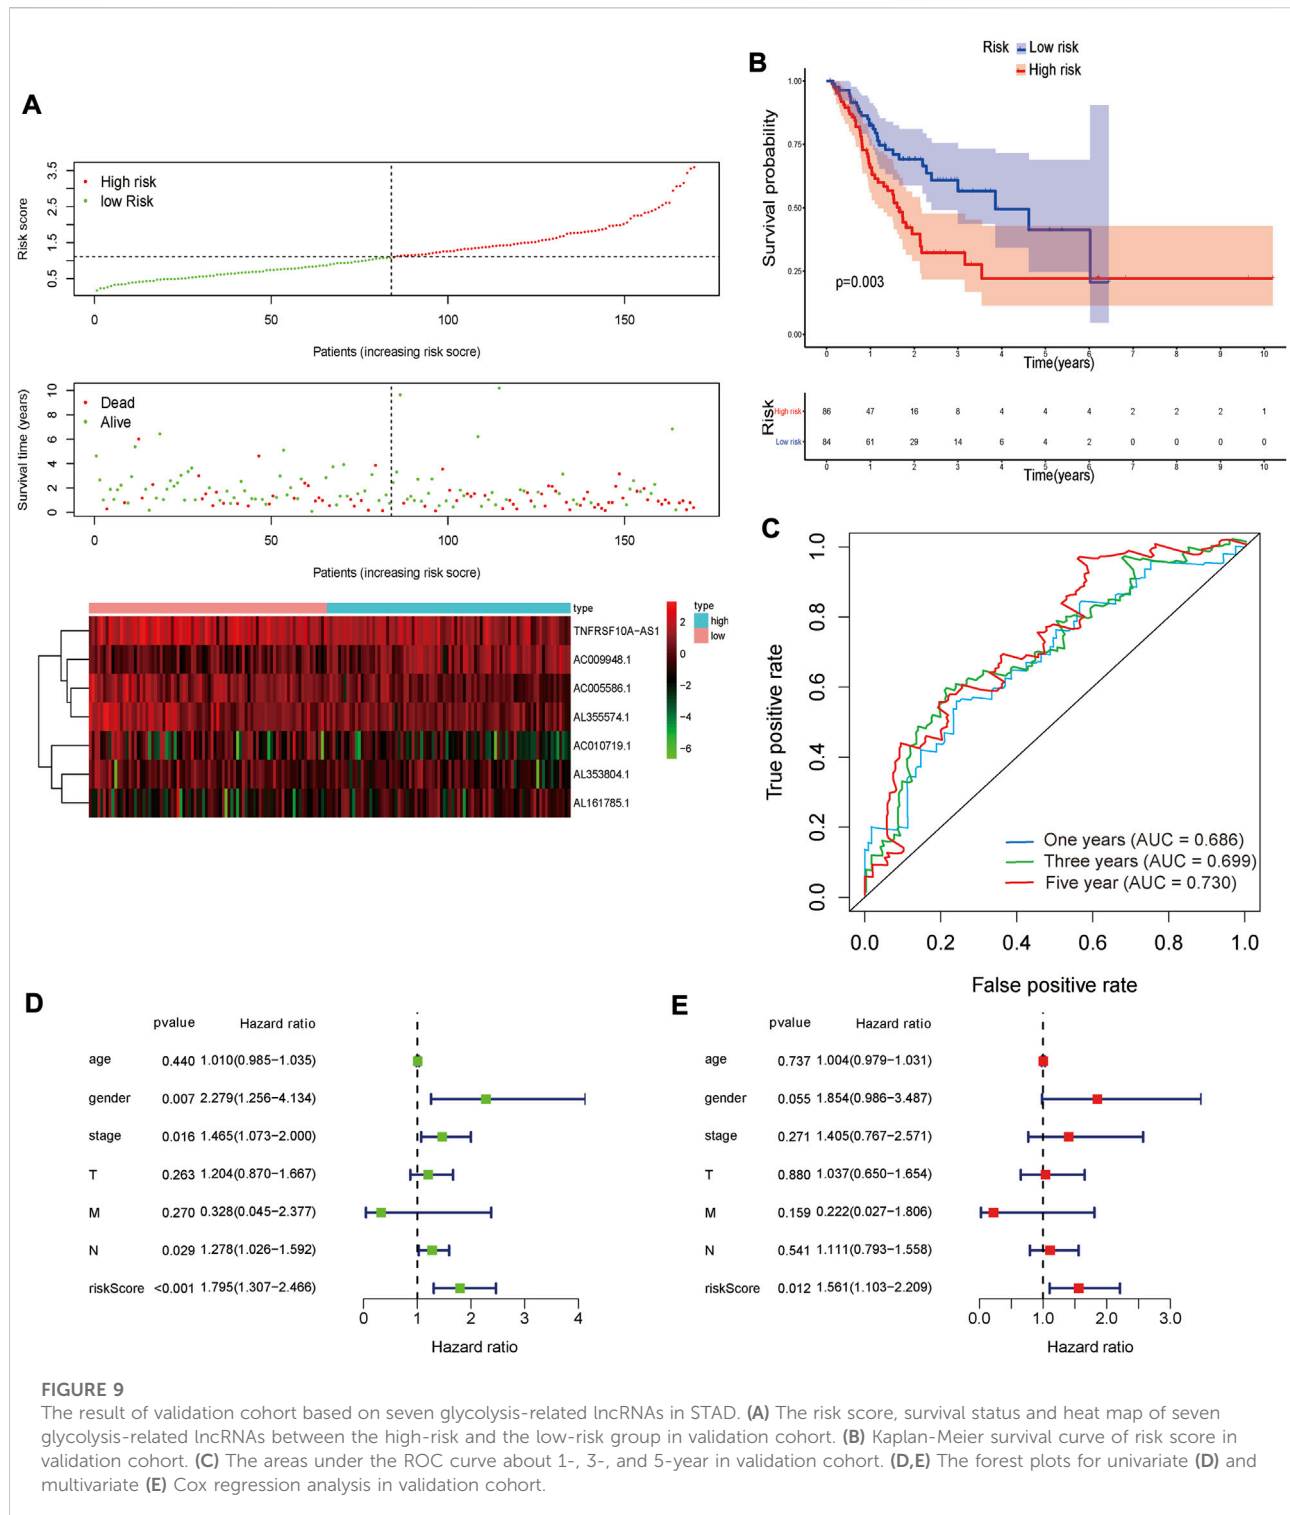 A
Risk score
3.5
2.5
1.5
0.5
High risk
low Risk
0 50 100 150
Patients (increasing risk socre)
Survival time (years)
10
8
6
4
2
0
Dead
Alive
0 50 100 150
Patients (increasing risk socre)
type
TNFRSF10A-AS1
AC009948.1
AC005586.1
AL355574.1
AC010719.1
AL353804.1
AL161785.1
2
0
−2
−4
−6
type
high
low
B
Risk Low risk
High risk
Survival probability
1.00
0.75
0.50
0.25
0.00
p=0.003
0 1 2 3 4 5 6 7 8 9 10
Time(years)
Risk
High risk 86 47 16 8 4 4 4 2 2 2 1
Low risk 84 61 29 14 6 4 2 0 0 0 0
0 1 2 3 4 5 6 7 8 9 10
Time(years)
C
True positive rate
1.0
0.8
0.6
0.4
0.2
0.0
One years (AUC = 0.686)
Three years (AUC = 0.699)
Five year (AUC = 0.730)
0.0 0.2 0.4 0.6 0.8 1.0
False positive rate
D
pvalue Hazard ratio
age 0.440 1.010(0.985−1.035)
gender 0.007 2.279(1.256−4.134)
stage 0.016 1.465(1.073−2.000)
T 0.263 1.204(0.870−1.667)
M 0.270 0.328(0.045−2.377)
N 0.029 1.278(1.026−1.592)
riskScore <0.001 1.795(1.307−2.466)
0 1 2 3 4
Hazard ratio
E
pvalue Hazard ratio
age 0.737 1.004(0.979−1.031)
gender 0.055 1.854(0.986−3.487)
stage 0.271 1.405(0.767−2.571)
T 0.880 1.037(0.650−1.654)
M 0.159 0.222(0.027−1.806)
N 0.541 1.111(0.793−1.558)
riskScore 0.012 1.561(1.103−2.209)
0.0 1.0 2.0 3.0
Hazard ratio
FIGURE 9
The result of validation cohort based on seven glycolysis-related lncRNAs in STAD. (A) The risk score, survival status and heat map of seven
glycolysis-related lncRNAs between the high-risk and the low-risk group in validation cohort. (B) Kaplan-Meier survival curve of risk score in
validation cohort. (C) The areas under the ROC curve about 1-, 3-, and 5-year in validation cohort. (D,E) The forest plots for univariate (D) and
multivariate (E) Cox regression analysis in validation cohort.